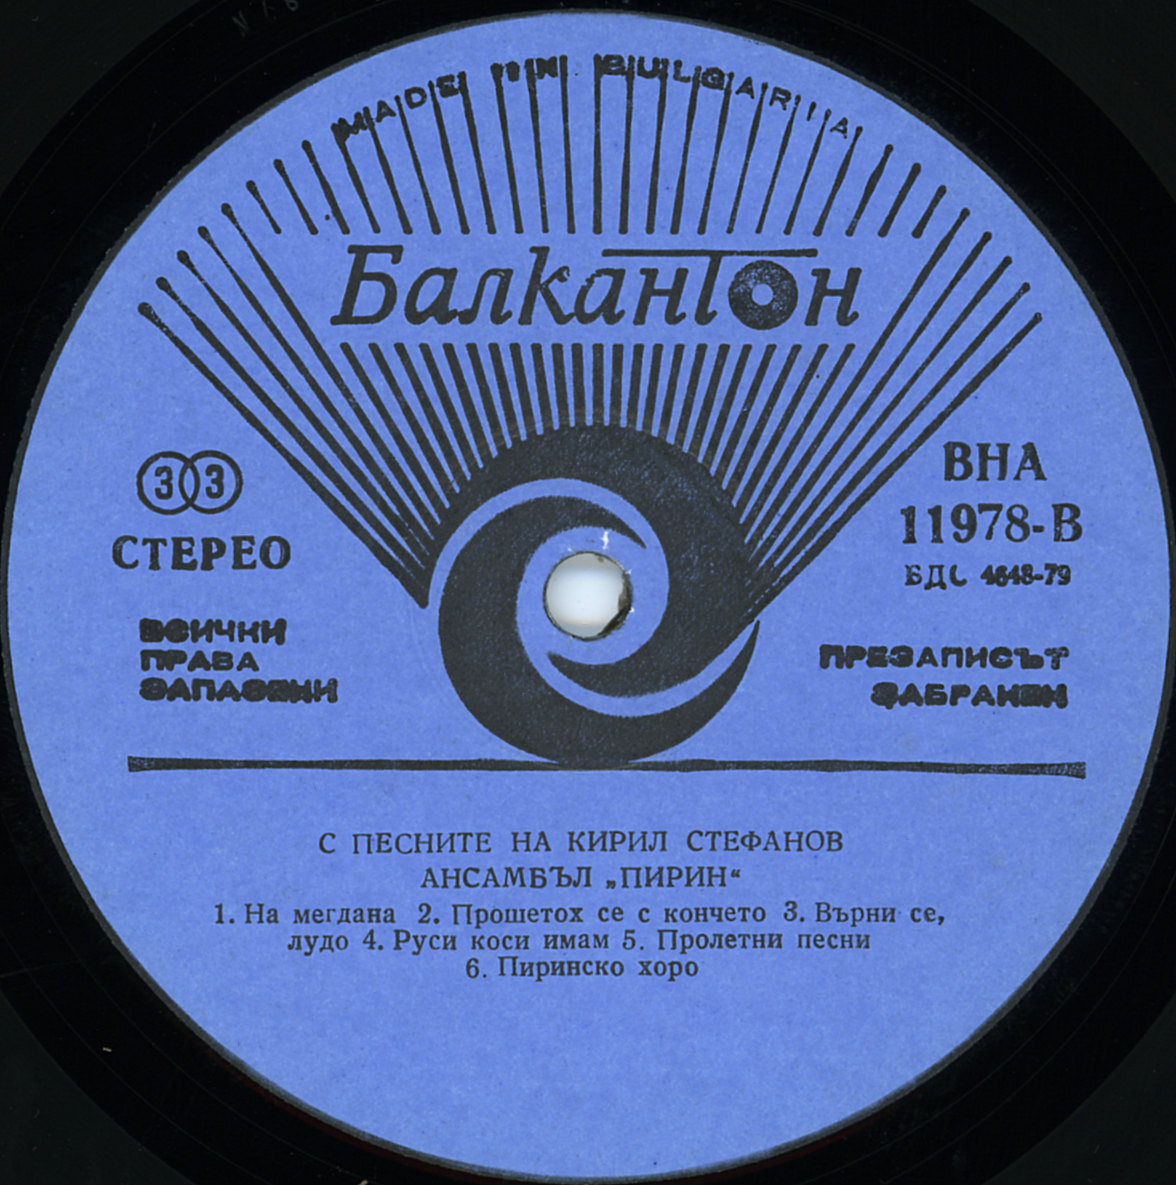 MADE IN BULGARIA
Балкантон
33
СТЕРЕО
ВСИЧКИ
ПРАВА
ЗАПАЗЕНИ
ВНА
11978-В
БДС 4648-79
ПРЕЗАПИСЪТ
ЗАБРАНЕН
С ПЕСНИТЕ НА КИРИЛ СТЕФАНОВ
АНСАМБЪЛ „ПИРИН“
1. На мегдана 2. Прошетох се с кончето 3. Върни се,
лудо 4. Руси коси имам 5. Пролетни песни
6. Пиринско хоро